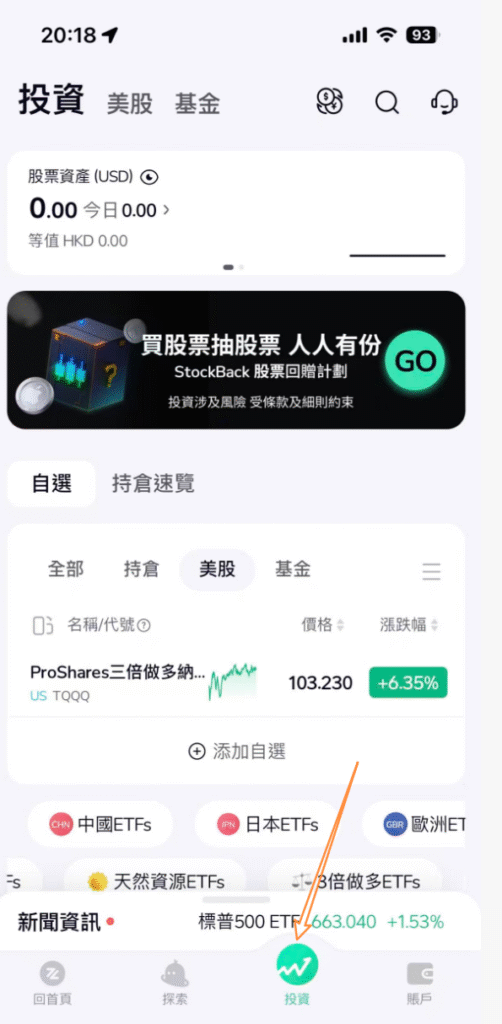 20:18 93
投資 美股 基金
股票資產 (USD)
0.00 今日 0.00 >
等值 HKD 0.00
買股票抽股票 人人有份
StockBack 股票回贈計劃
投資涉及風險 受條款及細則約束
GO
自選 持倉速覽
全部 持倉 美股 基金
名稱/代號 價格 漲跌幅
ProShares三倍做多納... 103.230 +6.35%
US TQQQ
添加自選
CHN 中國ETFs JPN 日本ETFs GBR 歐洲ET
Fs 天然資源ETFs 3倍做多ETFs
新聞資訊 標普500 ETF 663.040 +1.53%
回首頁 探索 投資 賬戶